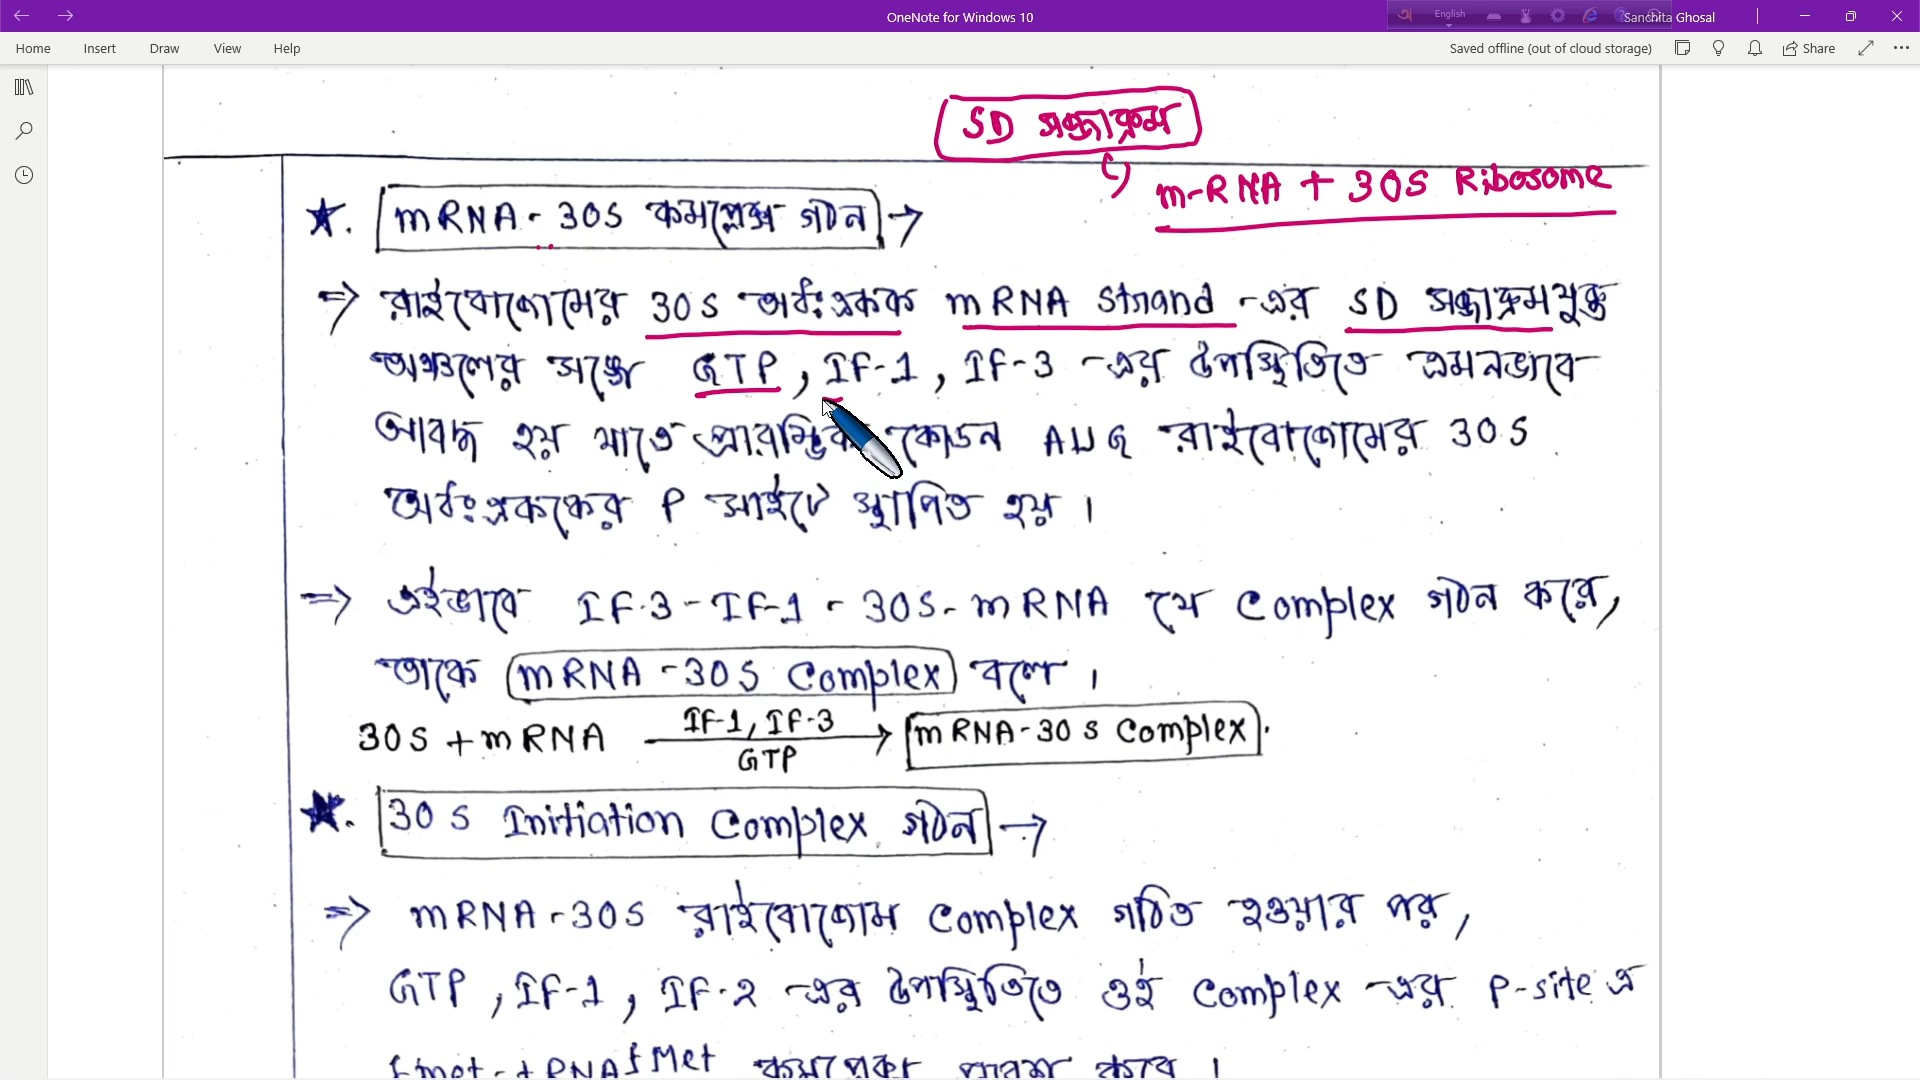 OneNote for Windows 10
English
Sanchita Ghosal
Home Insert Draw View Help
Saved offline (out of cloud storage)
Share
SD সজ্জাক্রম
m-RNA + 30S Ribosome
★. mRNA - 30S কমপ্লেক্স গঠন →
⇒ রাইবোজোমের 30S অধঃএকক mRNA Strand -এর SD সজ্জাক্রমযুক্ত
অঞ্চলের সঙ্গে GTP, IF-1, IF-3 -এর উপস্থিতিতে এমনভাবে
আবদ্ধ হয় যাতে প্রারম্ভিক কোডন AUG রাইবোজোমের 30S
অধঃএককের P সাইটে স্থাপিত হয় ।
⇒ এইভাবে IF-3-IF-1 - 30S- mRNA যে Complex গঠন করে,
তাকে mRNA -30S Complex বলে ।
30S + mRNA IF-1, IF-3 GTP → mRNA-30S Complex.
★. 30S Initiation Complex গঠন →
⇒ mRNA-30S রাইবোজোম Complex গঠিত হওয়ার পর,
GTP, IF-1, IF-2 -এর উপস্থিতিতে ওই Complex -এর P-site এ